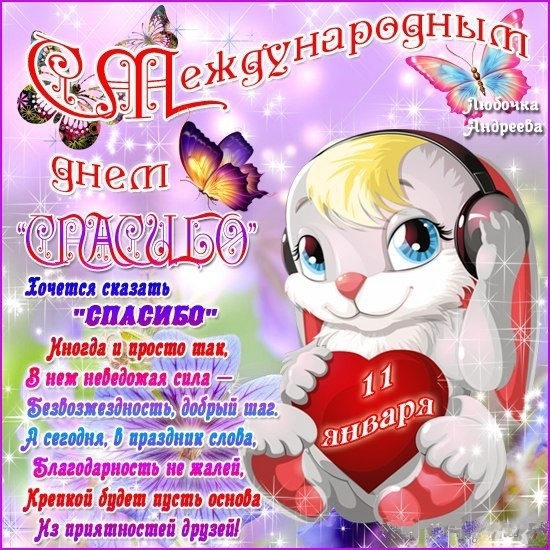 С Международным
Любочка
Андреева
днем
"СПАСИБО"
Хочется сказать
"СПАСИБО"
Иногда и просто так,
В нем неведомая сила —
Безвозмездность, добрый шаг.
А сегодня, в праздник слова,
Благодарность не жалей,
Крепкой будет пусть основа
Из приятностей друзей!
11
января